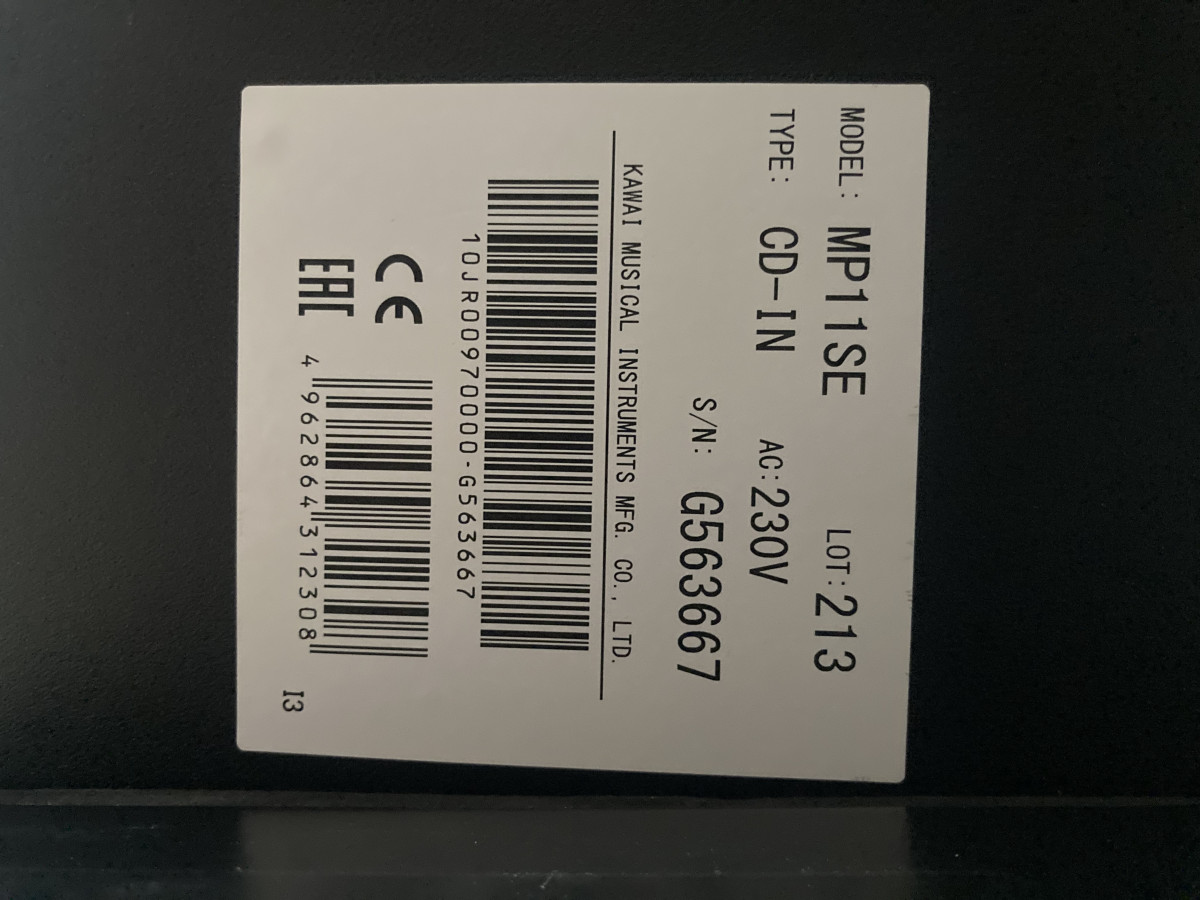 MODEL: MP11SE LOT:213
TYPE: CD-IN AC:230V
S/N: G563667
KAWAI MUSICAL INSTRUMENTS MFG. CO., LTD.
10JR00970000-G563667
CE
EAC
4 962864 312308
I3